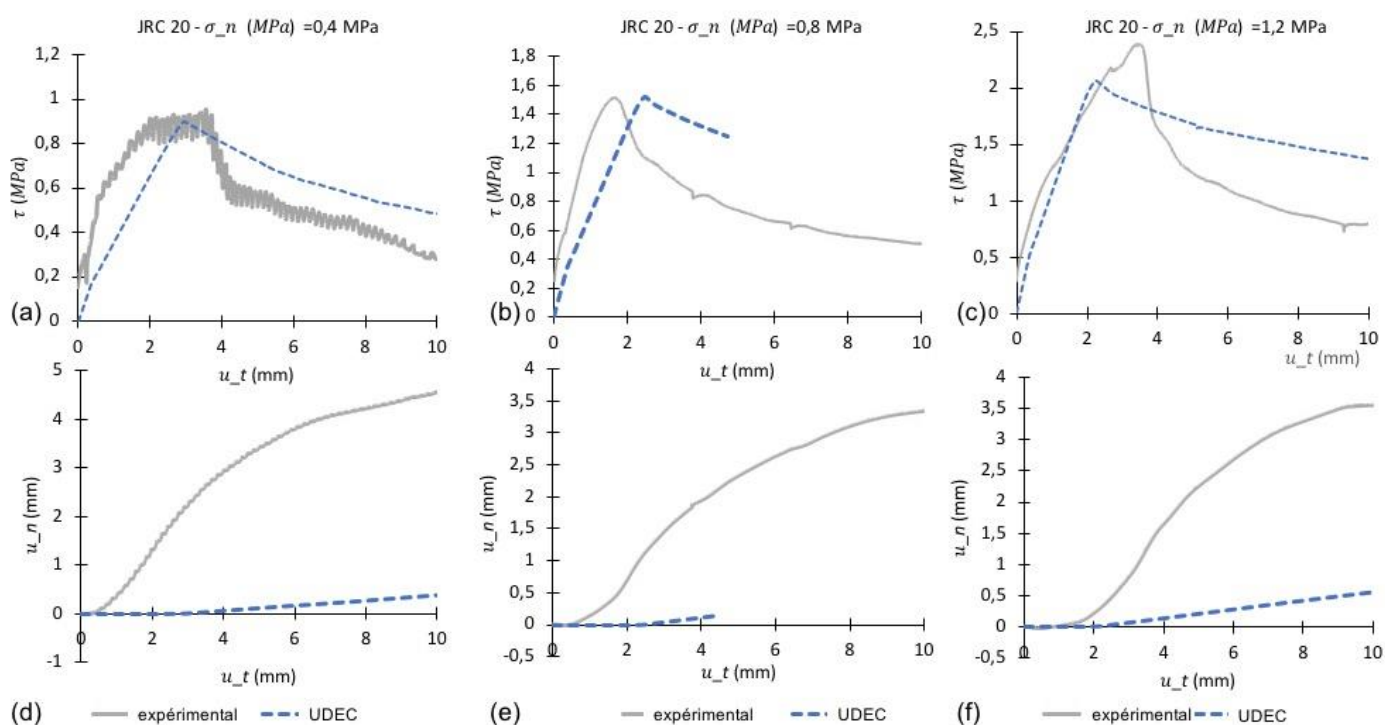 JRC 20 - σ_n (MPa) =0,4 MPa
1,2
1
0,8
0,6
0,4
0,2
0
τ (MPa)
(a)
0 2 4 6 8 10
u_t (mm)
JRC 20 - σ_n (MPa) =0,8 MPa
1,8
1,6
1,4
1,2
1
0,8
0,6
0,4
0,2
0
τ (MPa)
(b)
0 2 4 6 8 10
u_t (mm)
JRC 20 - σ_n (MPa) =1,2 MPa
2,5
2
1,5
1
0,5
0
τ (MPa)
(c)
0 2 4 6 8 10
u_t (mm)
5
4
3
2
1
0
-1
u_n (mm)
0 2 4 6 8 10
u_t (mm)
(d)
expérimental
UDEC
4
3,5
3
2,5
2
1,5
1
0,5
0
-0,5
u_n (mm)
0 2 4 6 8 10
u_t (mm)
(e)
expérimental
UDEC
4
3,5
3
2,5
2
1,5
1
0,5
0
-0,5
u_n (mm)
0 2 4 6 8 10
u_t (mm)
(f)
expérimental
UDEC